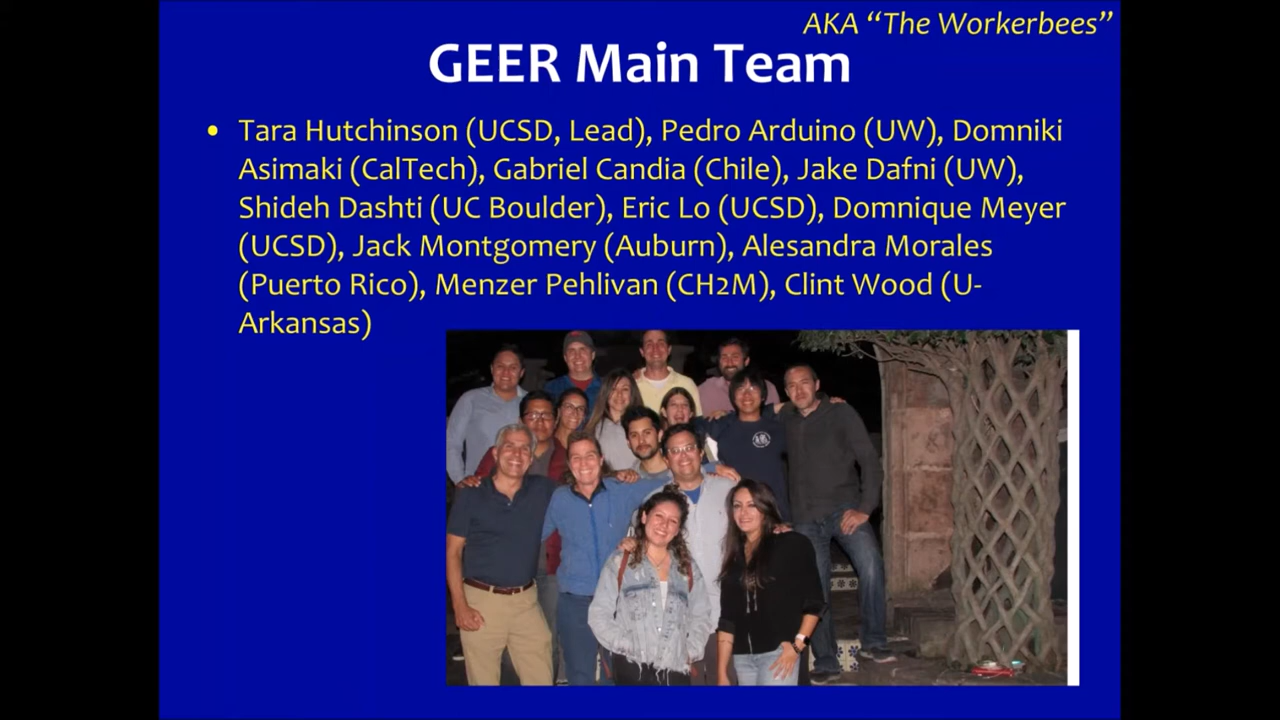 AKA “The Workerbees”
GEER Main Team
• Tara Hutchinson (UCSD, Lead), Pedro Arduino (UW), Domniki
Asimaki (CalTech), Gabriel Candia (Chile), Jake Dafni (UW),
Shideh Dashti (UC Boulder), Eric Lo (UCSD), Domnique Meyer
(UCSD), Jack Montgomery (Auburn), Alesandra Morales
(Puerto Rico), Menzer Pehlivan (CH2M), Clint Wood (U-
Arkansas)